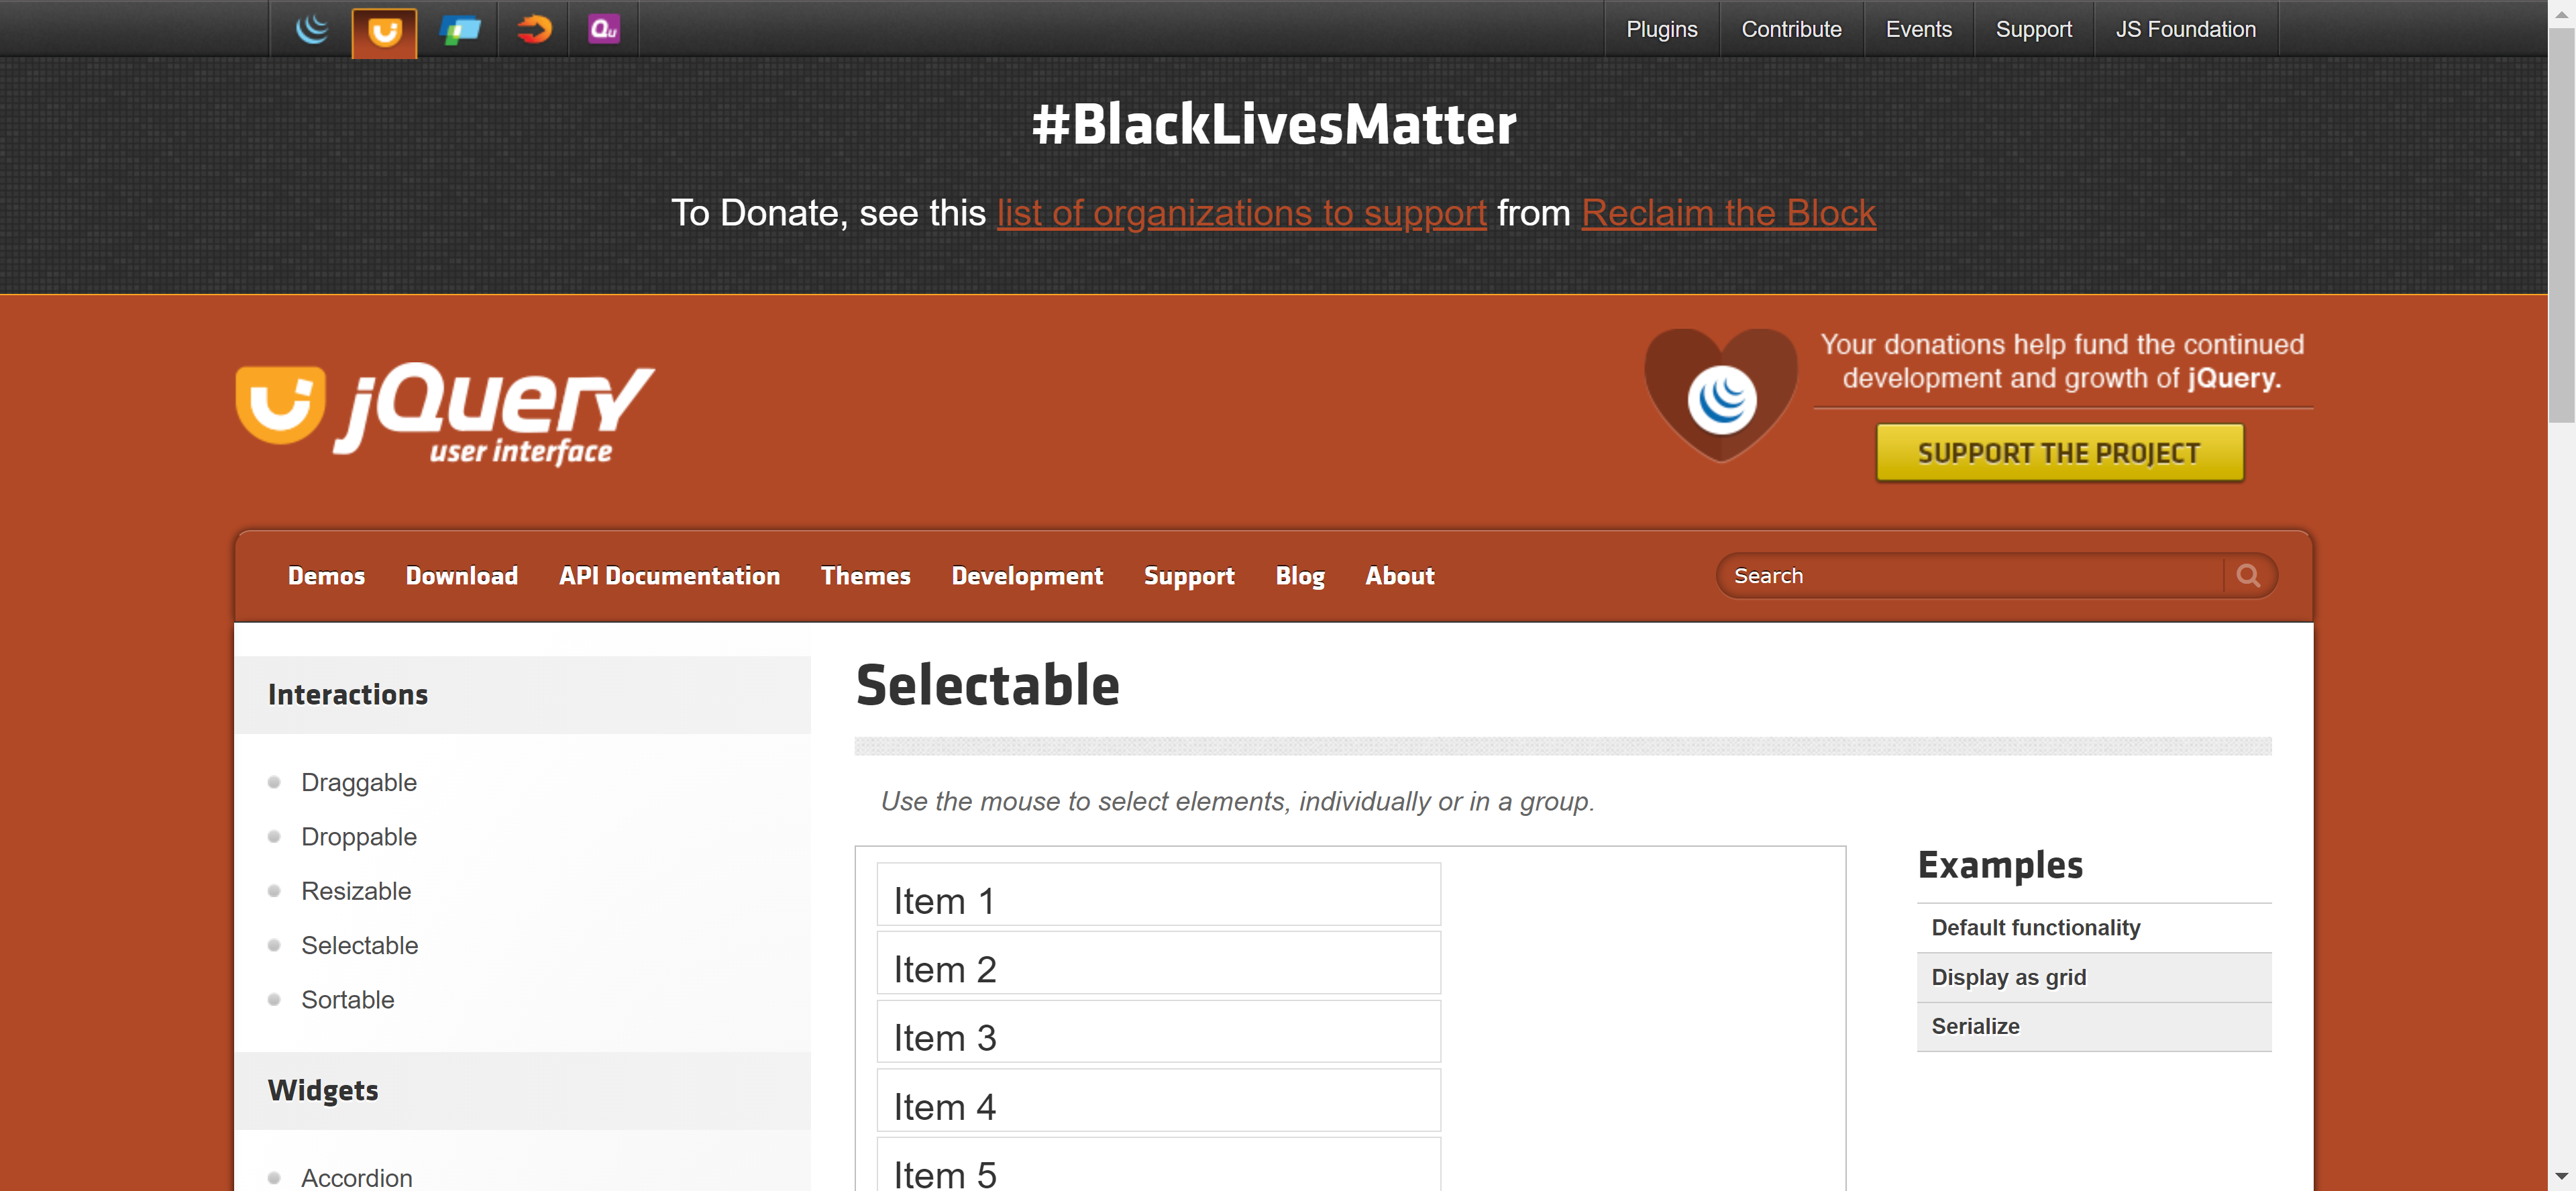 Qu
Plugins Contribute Events Support JS Foundation
#BlackLivesMatter
To Donate, see this list of organizations to support from Reclaim the Block
jQuery
user interface
Your donations help fund the continued
development and growth of jQuery.
SUPPORT THE PROJECT
Demos Download API Documentation Themes Development Support Blog About Search
Interactions
Draggable
Droppable
Resizable
Selectable
Sortable
Widgets
Accordion
Selectable
Use the mouse to select elements, individually or in a group.
Item 1
Item 2
Item 3
Item 4
Item 5
Examples
Default functionality
Display as grid
Serialize